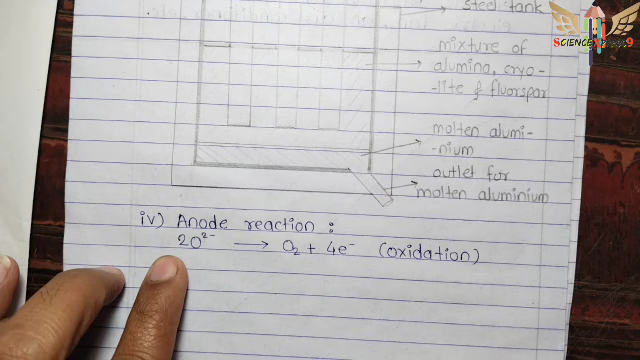 steel tank
mixture of
alumina, cryo-
-lite & fluorspar
molten alumi-
-nium
outlet for
molten aluminium
iv) Anode reaction :
2O²⁻ → O₂ + 4e⁻ (oxidation)